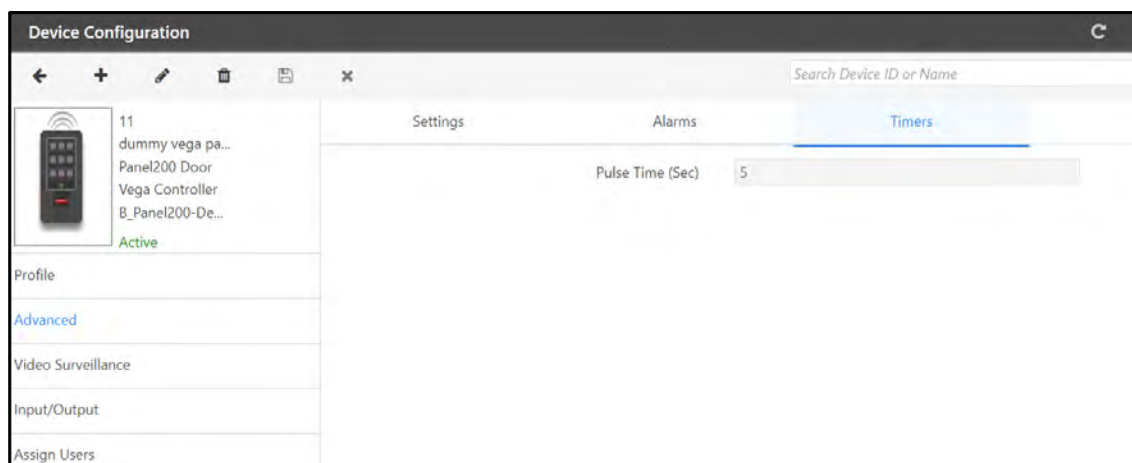 Device Configuration
Search Device ID or Name
11
dummy vega pa...
Panel200 Door
Vega Controller
B_Panel200-De...
Active
Profile
Advanced
Video Surveillance
Input/Output
Assign Users
Settings Alarms Timers
Pulse Time (Sec) 5